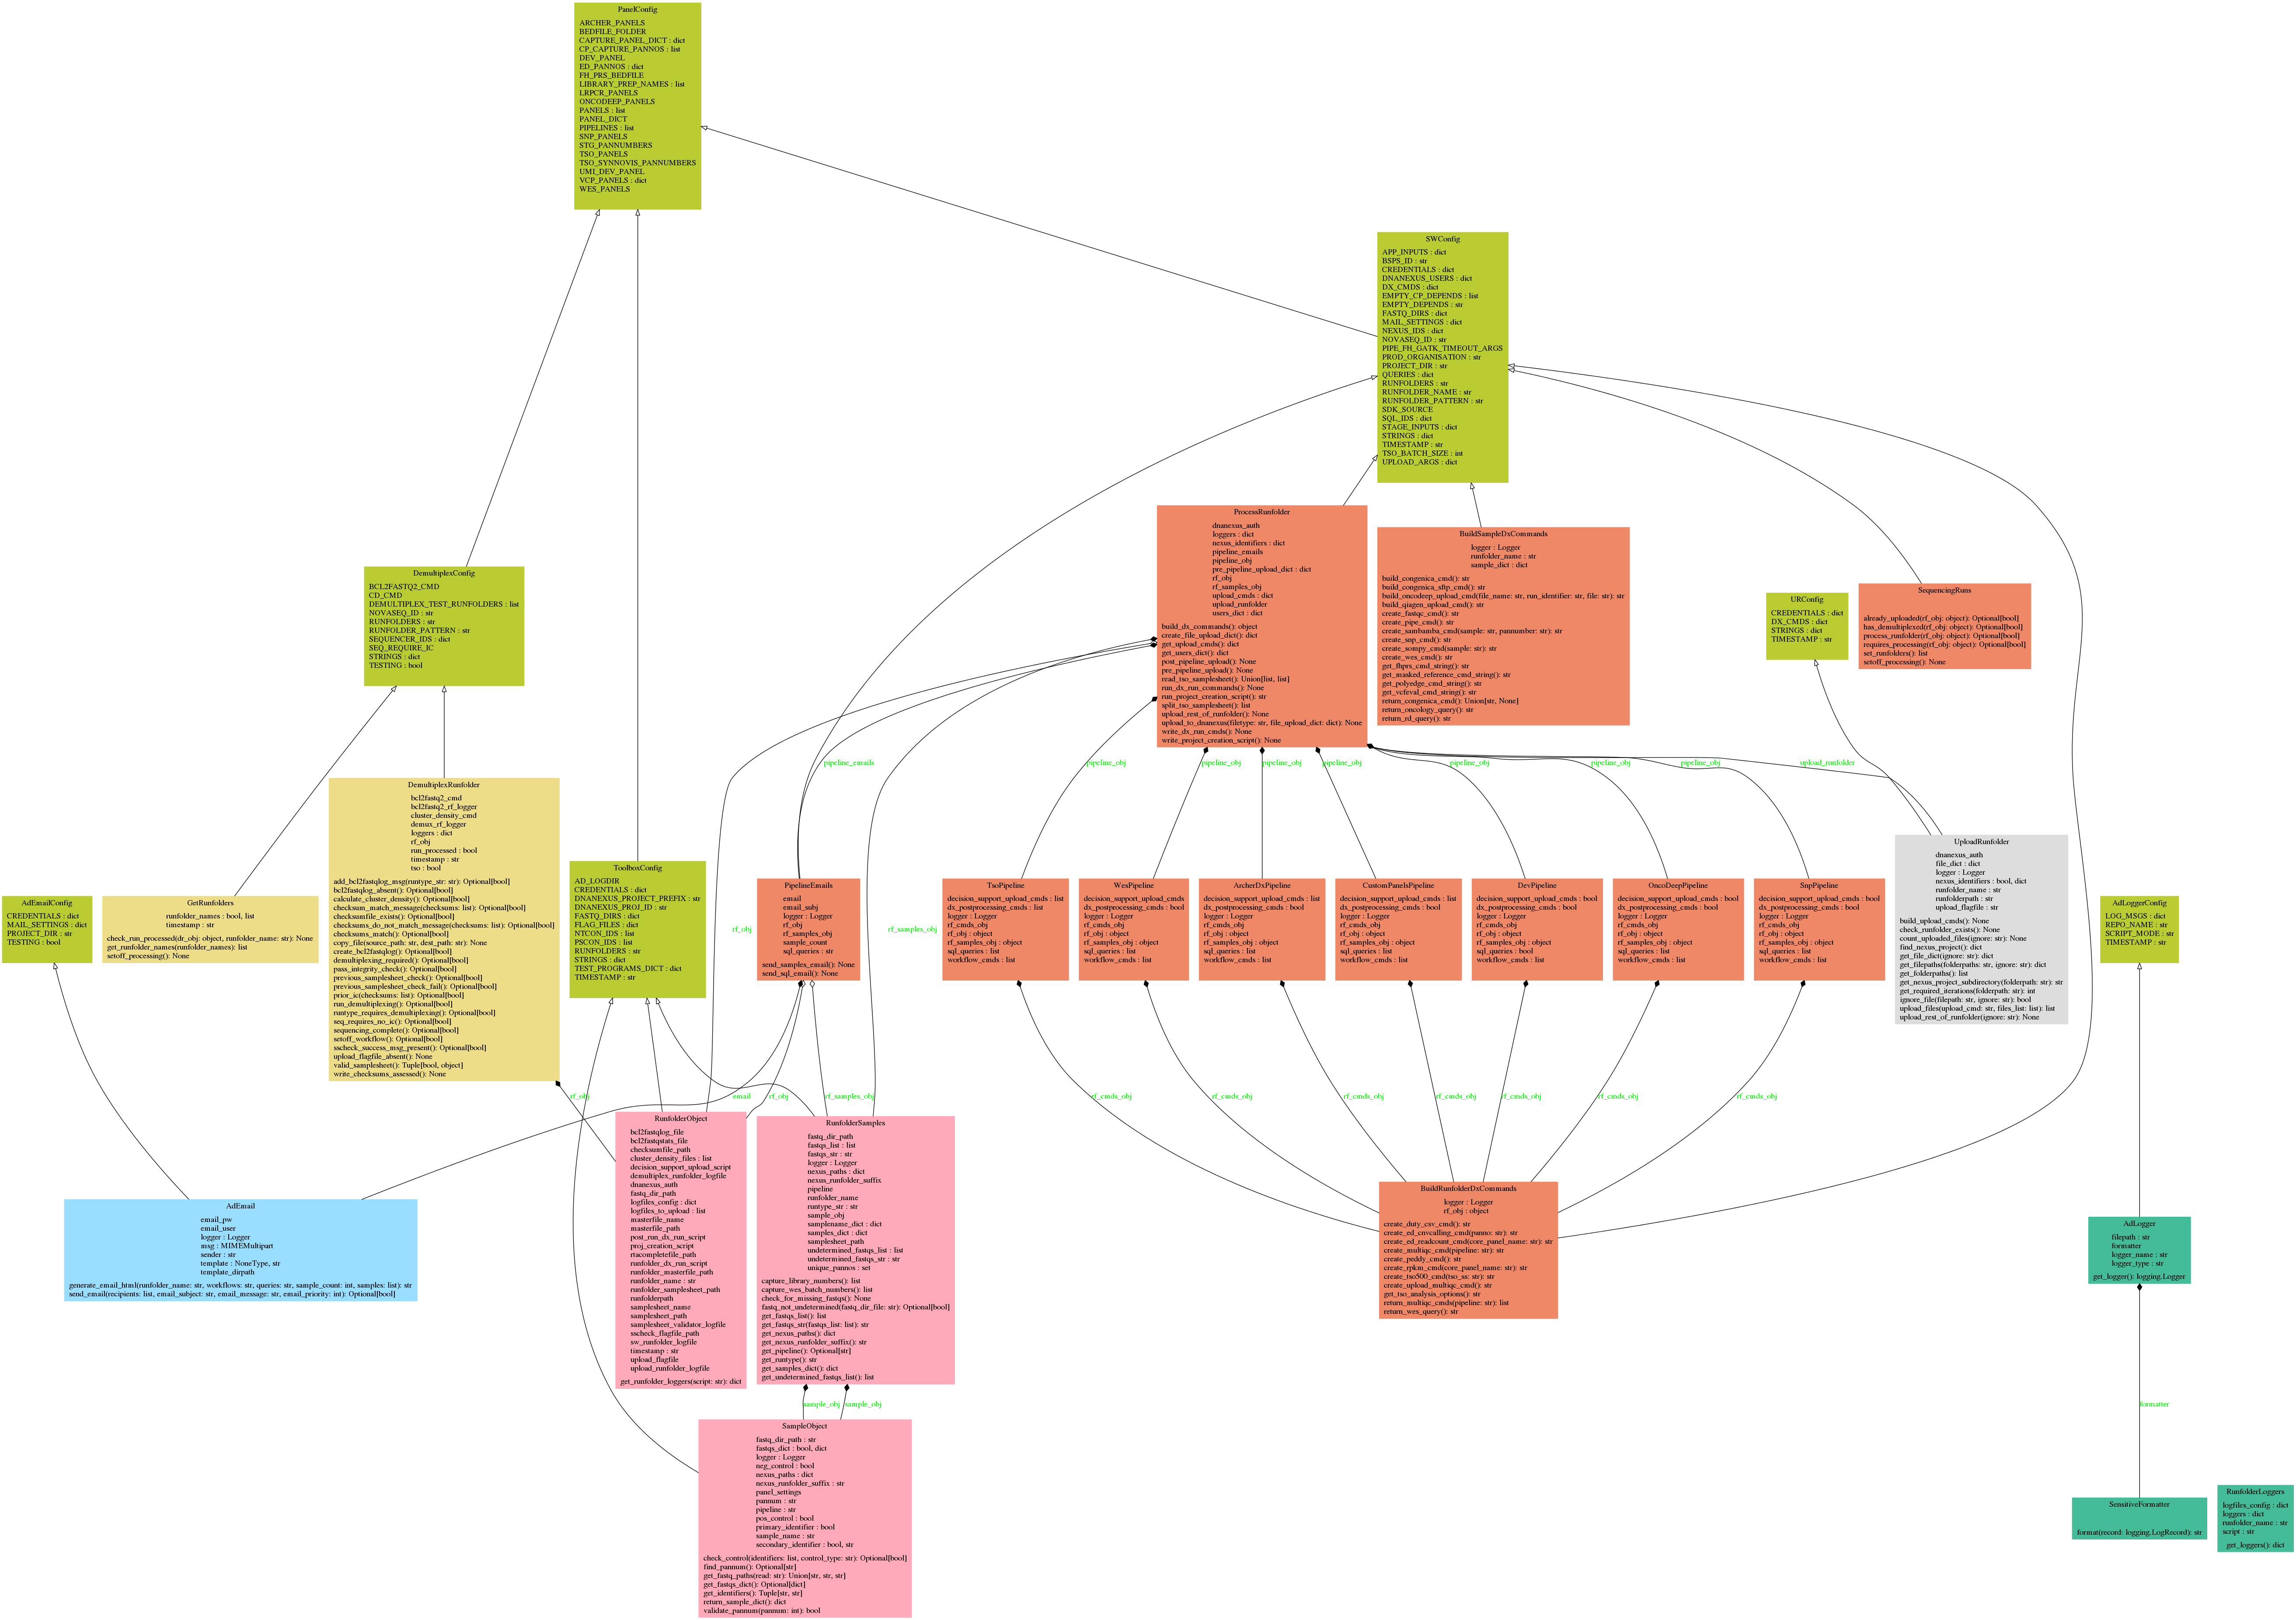 PanelConfig
ARCHER_PANELS
BEDFILE_FOLDER
CAPTURE_PANEL_DICT : dict
CP_CAPTURE_PANNOS : list
DEV_PANEL
ED_PANNOS : dict
FH_PRS_BEDFILE
LIBRARY_PREP_NAMES : list
LRPCR_PANELS
ONCODEEP_PANELS
PANELS : list
PANEL_DICT
PIPELINES : list
SNP_PANELS
STG_PANNUMBERS
TSO_PANELS
TSO_SYNNOVIS_PANNUMBERS
UMI_DEV_PANEL
VCP_PANELS : dict
WES_PANELS
SWConfig
APP_INPUTS : dict
BSPS_ID : str
CREDENTIALS : dict
DNANEXUS_USERS : dict
DX_CMDS : dict
EMPTY_CP_DEPENDS : list
EMPTY_DEPENDS : str
FASTQ_DIRS : dict
MAIL_SETTINGS : dict
NEXUS_IDS : dict
NOVASEQ_ID : str
PIPE_FH_GATK_TIMEOUT_ARGS
PROD_ORGANISATION : str
PROJECT_DIR : str
QUERIES : dict
RUNFOLDERS : str
RUNFOLDER_NAME : str
RUNFOLDER_PATTERN : str
SDK_SOURCE
SQL_IDS : dict
STAGE_INPUTS : dict
STRINGS : dict
TIMESTAMP : str
TSO_BATCH_SIZE : int
UPLOAD_ARGS : dict
ProcessRunfolder
dnanexus_auth
loggers : dict
nexus_identifiers : dict
pipeline_emails
pipeline_obj
pre_pipeline_upload_dict : dict
rf_obj
rf_samples_obj
upload_cmds : dict
upload_runfolder
users_dict : dict
build_dx_commands(): object
create_file_upload_dict(): dict
get_upload_cmds(): dict
get_users_dict(): dict
post_pipeline_upload(): None
pre_pipeline_upload(): None
read_tso_samplesheet(): Union[list, list]
run_dx_run_commands(): None
run_project_creation_script(): str
split_tso_samplesheet(): list
upload_rest_of_runfolder(): None
upload_to_dnanexus(filetype: str, file_upload_dict: dict): None
write_dx_run_cmds(): None
write_project_creation_script(): None
BuildSampleDxCommands
logger : Logger
runfolder_name : str
sample_dict : dict
build_congenica_cmd(): str
build_congenica_sftp_cmd(): str
build_oncodeep_upload_cmd(file_name: str, run_identifier: str, file: str): str
build_qiagen_upload_cmd(): str
create_fastqc_cmd(): str
create_pipe_cmd(): str
create_sambamba_cmd(sample: str, pannumber: str): str
create_snp_cmd(): str
create_sompy_cmd(sample: str): str
create_wes_cmd(): str
get_fhprs_cmd_string(): str
get_masked_reference_cmd_string(): str
get_polyedge_cmd_string(): str
get_vcfeval_cmd_string(): str
return_congenica_cmd(): Union[str, None]
return_oncology_query(): str
return_rd_query(): str
DemultiplexConfig
BCL2FASTQ2_CMD
CD_CMD
DEMULTIPLEX_TEST_RUNFOLDERS : list
NOVASEQ_ID : str
RUNFOLDERS : str
RUNFOLDER_PATTERN : str
SEQUENCER_IDS : dict
SEQ_REQUIRE_IC
STRINGS : dict
TESTING : bool
URConfig
CREDENTIALS : dict
DX_CMDS : dict
STRINGS : dict
TIMESTAMP : str
SequencingRuns
already_uploaded(rf_obj: object): Optional[bool]
has_demultiplexed(rf_obj: object): Optional[bool]
process_runfolder(rf_obj: object): Optional[bool]
requires_processing(rf_obj: object): Optional[bool]
set_runfolders(): list
setoff_processing(): None
pipeline_emails
pipeline_obj
pipeline_obj
pipeline_obj
pipeline_obj
pipeline_obj
pipeline_obj
pipeline_obj
upload_runfolder
DemultiplexRunfolder
bcl2fastq2_cmd
bcl2fastq2_rf_logger
cluster_density_cmd
demux_rf_logger
loggers : dict
rf_obj
run_processed : bool
timestamp : str
tso : bool
add_bcl2fastqlog_msg(runtype_str: str): Optional[bool]
bcl2fastqlog_absent(): Optional[bool]
calculate_cluster_density(): Optional[bool]
checksum_match_message(checksums: list): Optional[bool]
checksumfile_exists(): Optional[bool]
checksums_do_not_match_message(checksums: list): Optional[bool]
checksums_match(): Optional[bool]
copy_file(source_path: str, dest_path: str): None
create_bcl2fastqlog(): Optional[bool]
demultiplexing_required(): Optional[bool]
pass_integrity_check(): Optional[bool]
previous_samplesheet_check(): Optional[bool]
previous_samplesheet_check_fail(): Optional[bool]
prior_ic(checksums: list): Optional[bool]
run_demultiplexing(): Optional[bool]
runtype_requires_demultiplexing(): Optional[bool]
seq_requires_no_ic(): Optional[bool]
sequencing_complete(): Optional[bool]
setoff_workflow(): Optional[bool]
sscheck_success_msg_present(): Optional[bool]
upload_flagfile_absent(): None
valid_samplesheet(): Tuple[bool, object]
write_checksums_assessed(): None
AdEmailConfig
CREDENTIALS : dict
MAIL_SETTINGS : dict
PROJECT_DIR : str
TESTING : bool
GetRunfolders
runfolder_names : bool, list
timestamp : str
check_run_processed(dr_obj: object, runfolder_name: str): None
get_runfolder_names(runfolder_names): list
setoff_processing(): None
ToolboxConfig
AD_LOGDIR
CREDENTIALS : dict
DNANEXUS_PROJECT_PREFIX : str
DNANEXUS_PROJ_ID : str
FASTQ_DIRS : dict
FLAG_FILES : dict
NTCON_IDS : list
PSCON_IDS : list
RUNFOLDERS : str
STRINGS : dict
TEST_PROGRAMS_DICT : dict
TIMESTAMP : str
rf_obj
PipelineEmails
email
email_subj
logger : Logger
rf_obj
rf_samples_obj
sample_count
sql_queries : str
send_samples_email(): None
send_sql_email(): None
rf_samples_obj
TsoPipeline
decision_support_upload_cmds : list
dx_postprocessing_cmds : list
logger : Logger
rf_cmds_obj
rf_obj : object
rf_samples_obj : object
sql_queries : list
workflow_cmds : list
WesPipeline
decision_support_upload_cmds
dx_postprocessing_cmds : bool
logger : Logger
rf_cmds_obj
rf_obj : object
rf_samples_obj : object
sql_queries : list
workflow_cmds : list
ArcherDxPipeline
decision_support_upload_cmds : list
dx_postprocessing_cmds : bool
logger : Logger
rf_cmds_obj
rf_obj : object
rf_samples_obj : object
sql_queries : list
workflow_cmds : list
CustomPanelsPipeline
decision_support_upload_cmds : list
dx_postprocessing_cmds : bool
logger : Logger
rf_cmds_obj
rf_obj : object
rf_samples_obj : object
sql_queries : list
workflow_cmds : list
DevPipeline
decision_support_upload_cmds : bool
dx_postprocessing_cmds : bool
logger : Logger
rf_cmds_obj
rf_obj : object
rf_samples_obj : object
sql_queries : bool
workflow_cmds : list
OncoDeepPipeline
decision_support_upload_cmds : bool
dx_postprocessing_cmds : bool
logger : Logger
rf_cmds_obj
rf_obj : object
rf_samples_obj : object
sql_queries : list
workflow_cmds : list
SnpPipeline
decision_support_upload_cmds : bool
dx_postprocessing_cmds : bool
logger : Logger
rf_cmds_obj
rf_obj : object
rf_samples_obj : object
sql_queries : list
workflow_cmds : list
UploadRunfolder
dnanexus_auth
file_dict : dict
logger : Logger
nexus_identifiers : bool, dict
runfolder_name : str
runfolderpath : str
upload_flagfile : str
build_upload_cmds(): None
check_runfolder_exists(): None
count_uploaded_files(ignore: str): None
find_nexus_project(): dict
get_file_dict(ignore: str): dict
get_filepaths(folderpaths: str, ignore: str): dict
get_folderpaths(): list
get_nexus_project_subdirectory(folderpath: str): str
get_required_iterations(folderpath: str): int
ignore_file(filepath: str, ignore: str): bool
upload_files(upload_cmd: str, files_list: list): list
upload_rest_of_runfolder(ignore: str): None
AdLoggerConfig
LOG_MSGS : dict
REPO_NAME : str
SCRIPT_MODE : str
TIMESTAMP : str
rf_obj
email
rf_obj
rf_samples_obj
rf_cmds_obj
rf_cmds_obj
rf_cmds_obj
rf_cmds_obj
rf_cmds_obj
rf_cmds_obj
rf_cmds_obj
AdEmail
email_pw
email_user
logger : Logger
msg : MIMEMultipart
sender : str
template : NoneType, str
template_dirpath
generate_email_html(runfolder_name: str, workflows: str, queries: str, sample_count: int, samples: list): str
send_email(recipients: list, email_subject: str, email_message: str, email_priority: int): Optional[bool]
RunfolderObject
bcl2fastqlog_file
bcl2fastqstats_file
checksumfile_path
cluster_density_files : list
decision_support_upload_script
demultiplex_runfolder_logfile
dnanexus_auth
fastq_dir_path
logfiles_config : dict
logfiles_to_upload : list
masterfile_name
masterfile_path
post_run_dx_run_script
proj_creation_script
rtacompletefile_path
runfolder_dx_run_script
runfolder_masterfile_path
runfolder_name : str
runfolder_samplesheet_path
runfolderpath
samplesheet_name
samplesheet_path
samplesheet_validator_logfile
sscheck_flagfile_path
sw_runfolder_logfile
timestamp : str
upload_flagfile
upload_runfolder_logfile
get_runfolder_loggers(script: str): dict
RunfolderSamples
fastq_dir_path
fastqs_list : list
fastqs_str : str
logger : Logger
nexus_paths : dict
nexus_runfolder_suffix
pipeline
runfolder_name
runtype_str : str
sample_obj
samplename_dict : dict
samples_dict : dict
samplesheet_path
undetermined_fastqs_list : list
undetermined_fastqs_str : str
unique_pannos : set
capture_library_numbers(): list
capture_wes_batch_numbers(): list
check_for_missing_fastqs(): None
fastq_not_undetermined(fastq_dir_file: str): Optional[bool]
get_fastqs_list(): list
get_fastqs_str(fastqs_list: list): str
get_nexus_paths(): dict
get_nexus_runfolder_suffix(): str
get_pipeline(): Optional[str]
get_runtype(): str
get_samples_dict(): dict
get_undetermined_fastqs_list(): list
BuildRunfolderDxCommands
logger : Logger
rf_obj : object
create_duty_csv_cmd(): str
create_ed_cnvcalling_cmd(panno: str): str
create_ed_readcount_cmd(core_panel_name: str): str
create_multiqc_cmd(pipeline: str): str
create_peddy_cmd(): str
create_rpkm_cmd(core_panel_name: str): str
create_tso500_cmd(tso_ss: str): str
create_upload_multiqc_cmd(): str
get_tso_analysis_options(): str
return_multiqc_cmds(pipeline: str): list
return_wes_query(): str
AdLogger
filepath : str
formatter
logger_name : str
logger_type : str
get_logger(): logging.Logger
sample_obj
sample_obj
formatter
SampleObject
fastq_dir_path : str
fastqs_dict : bool, dict
logger : Logger
neg_control : bool
nexus_paths : dict
nexus_runfolder_suffix : str
panel_settings
pannum : str
pipeline : str
pos_control : bool
primary_identifier : bool
sample_name : str
secondary_identifier : bool, str
check_control(identifiers: list, control_type: str): Optional[bool]
find_pannum(): Optional[str]
get_fastq_paths(read: str): Union[str, str, str]
get_fastqs_dict(): Optional[dict]
get_identifiers(): Tuple[str, str]
return_sample_dict(): dict
validate_pannum(pannum: int): bool
SensitiveFormatter
format(record: logging.LogRecord): str
RunfolderLoggers
logfiles_config : dict
loggers : dict
runfolder_name : str
script : str
get_loggers(): dict